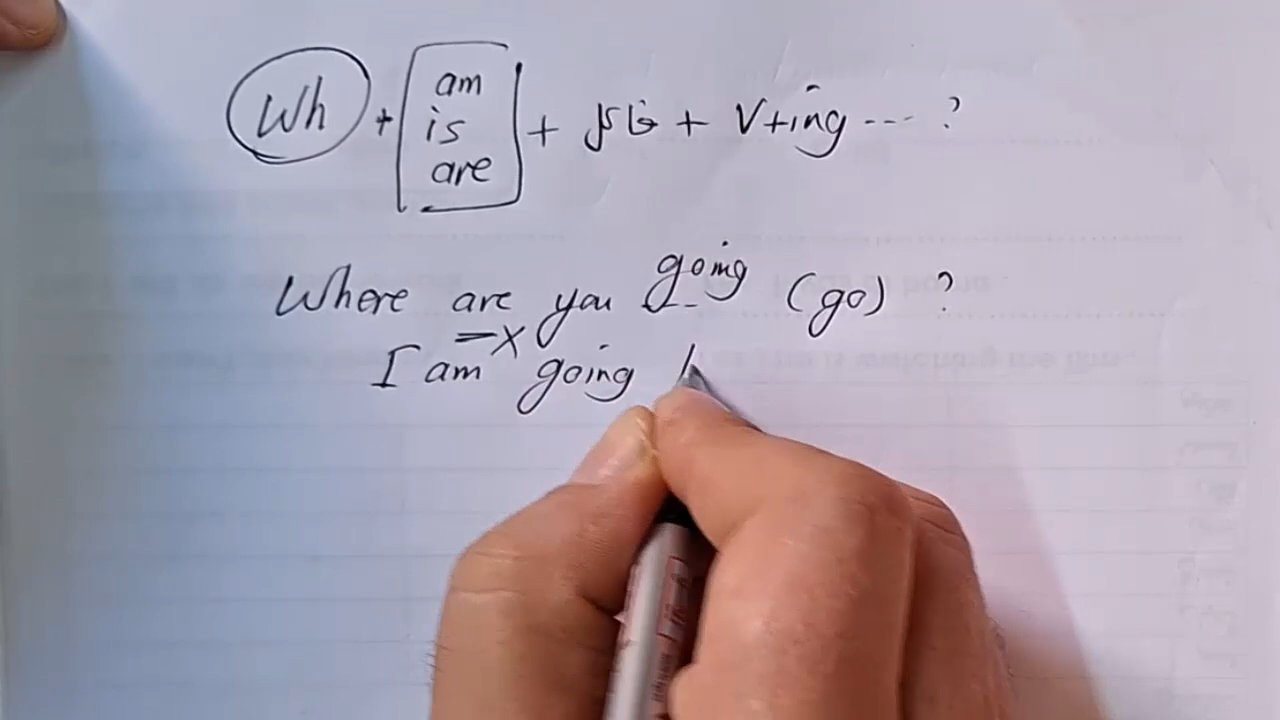 Wh + am is are + فاعل + V+ing --- ?
Where are you going (go) ?
I am going